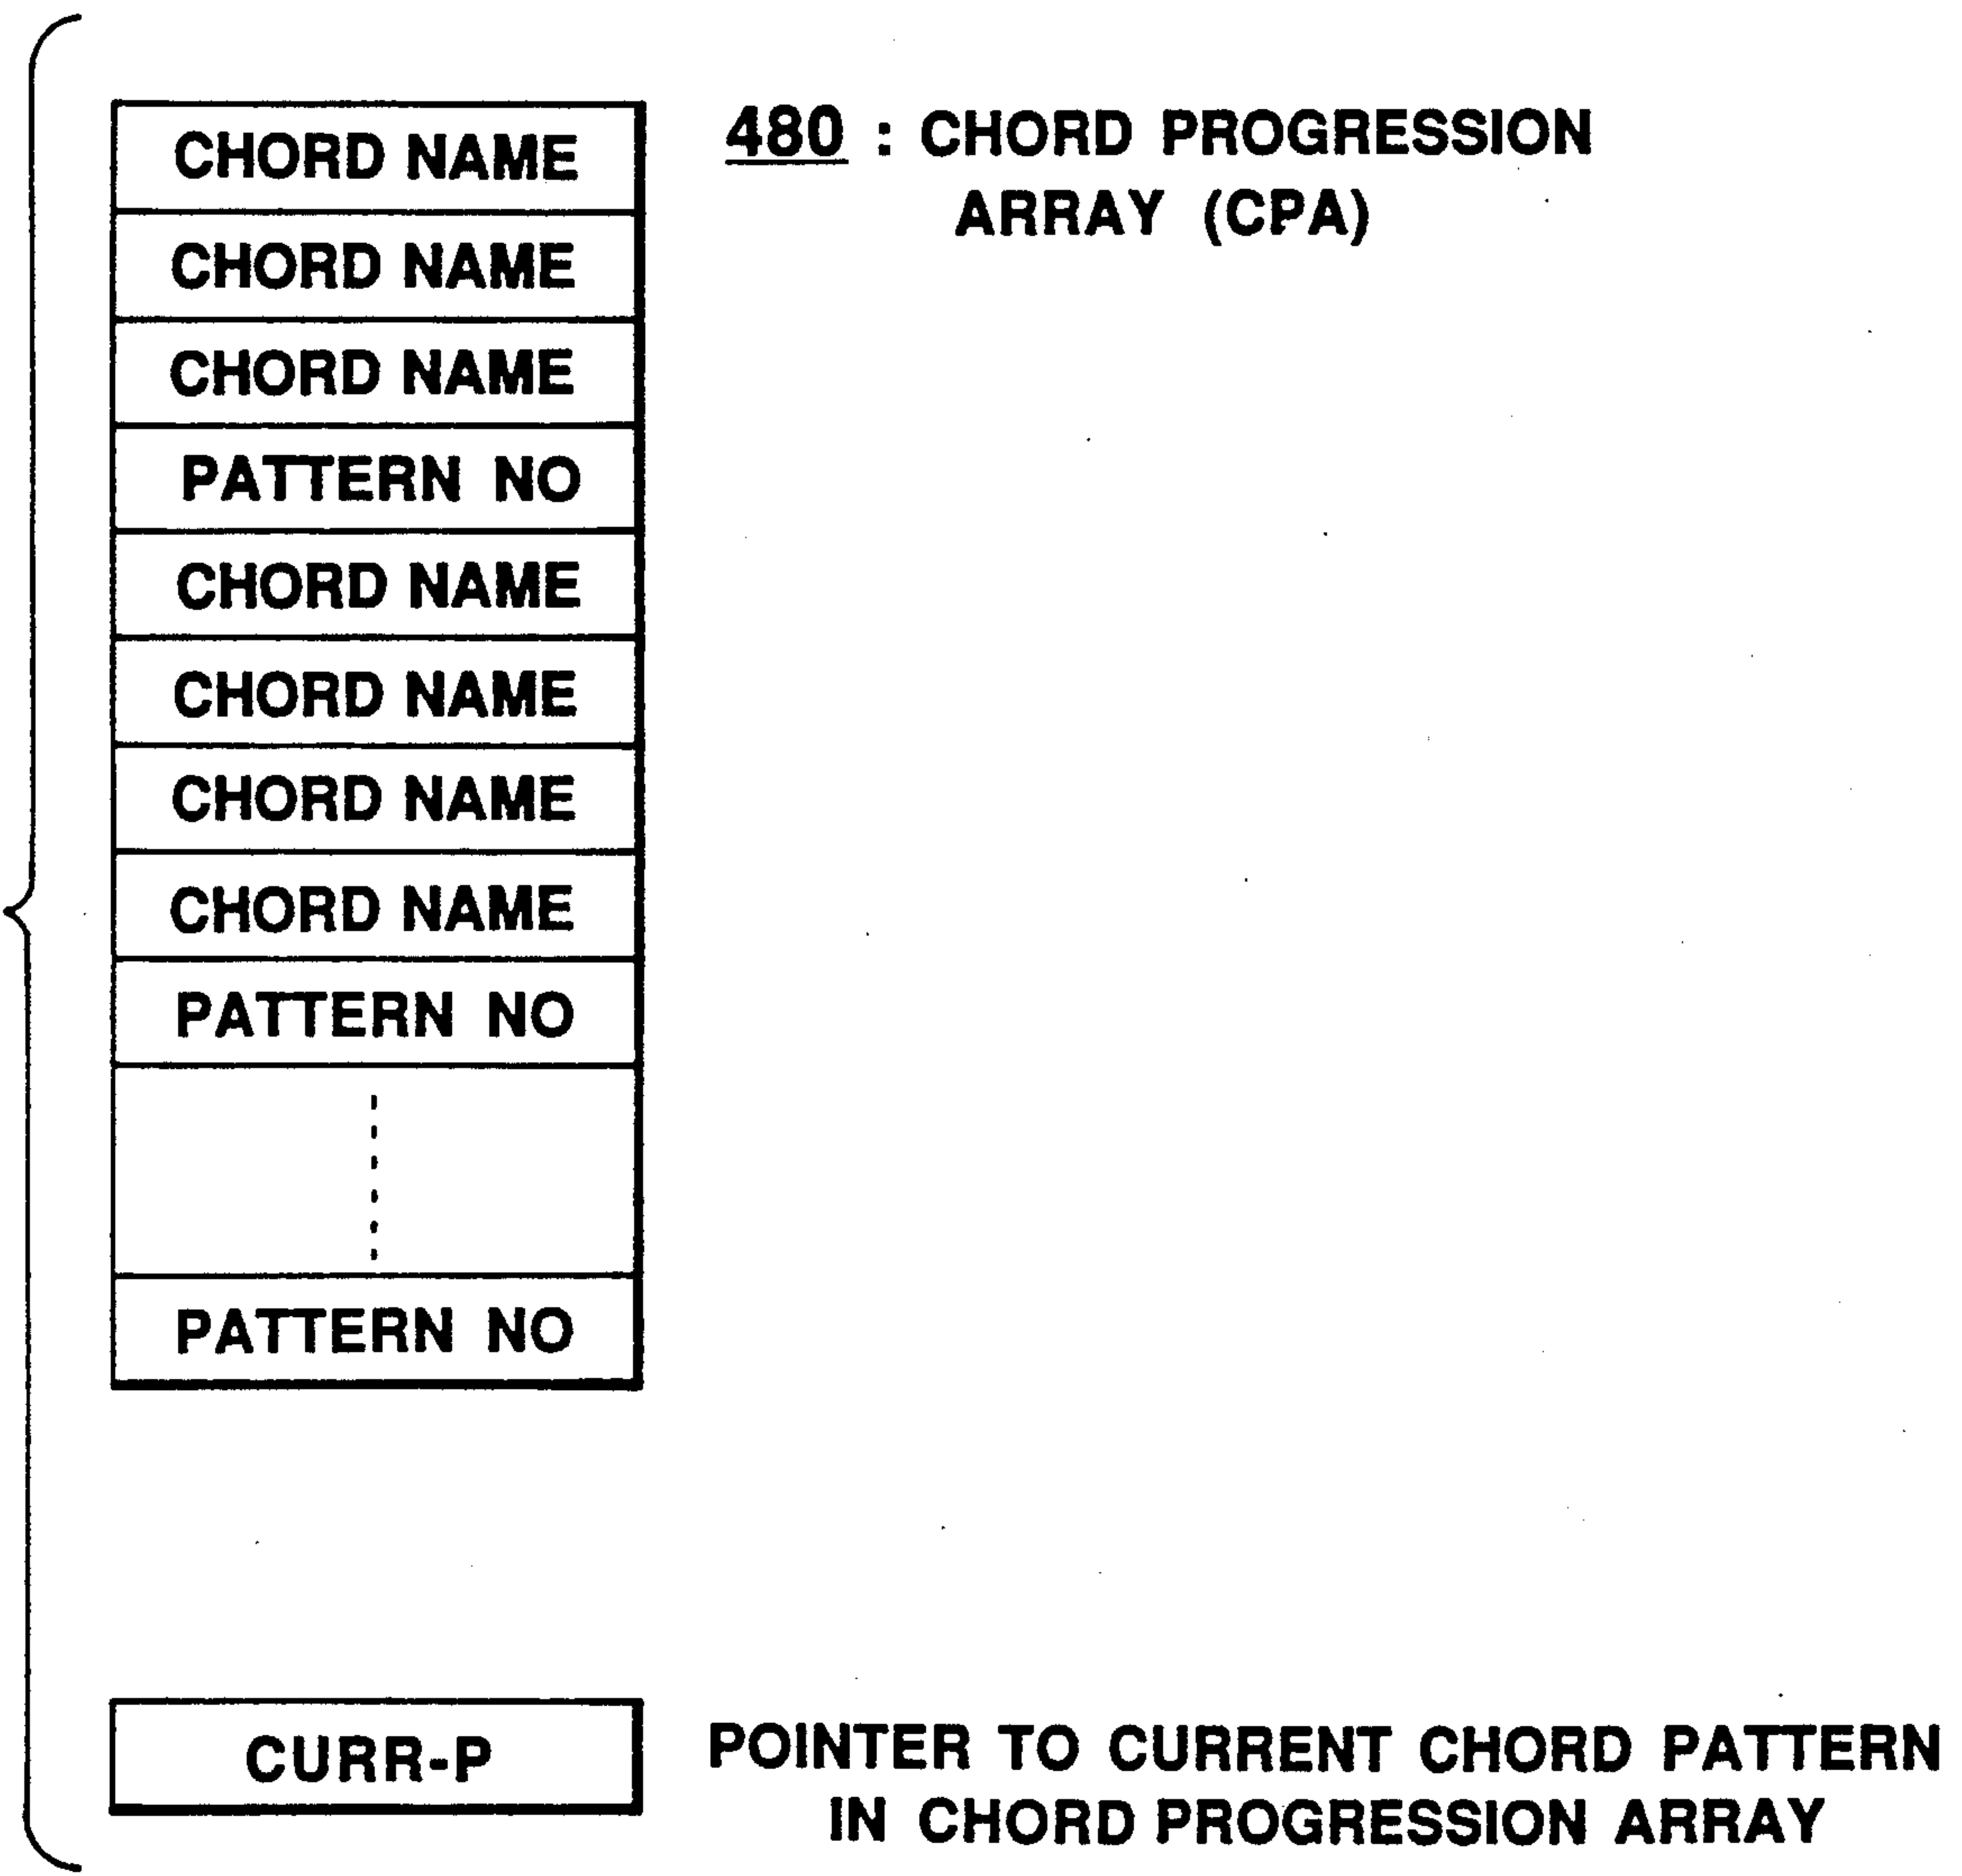 CHORD NAME
CHORD NAME
CHORD NAME
PATTERN NO
CHORD NAME
CHORD NAME
CHORD NAME
CHORD NAME
PATTERN NO
PATTERN NO
480 : CHORD PROGRESSION
ARRAY (CPA)
CURR-P
POINTER TO CURRENT CHORD PATTERN
IN CHORD PROGRESSION ARRAY